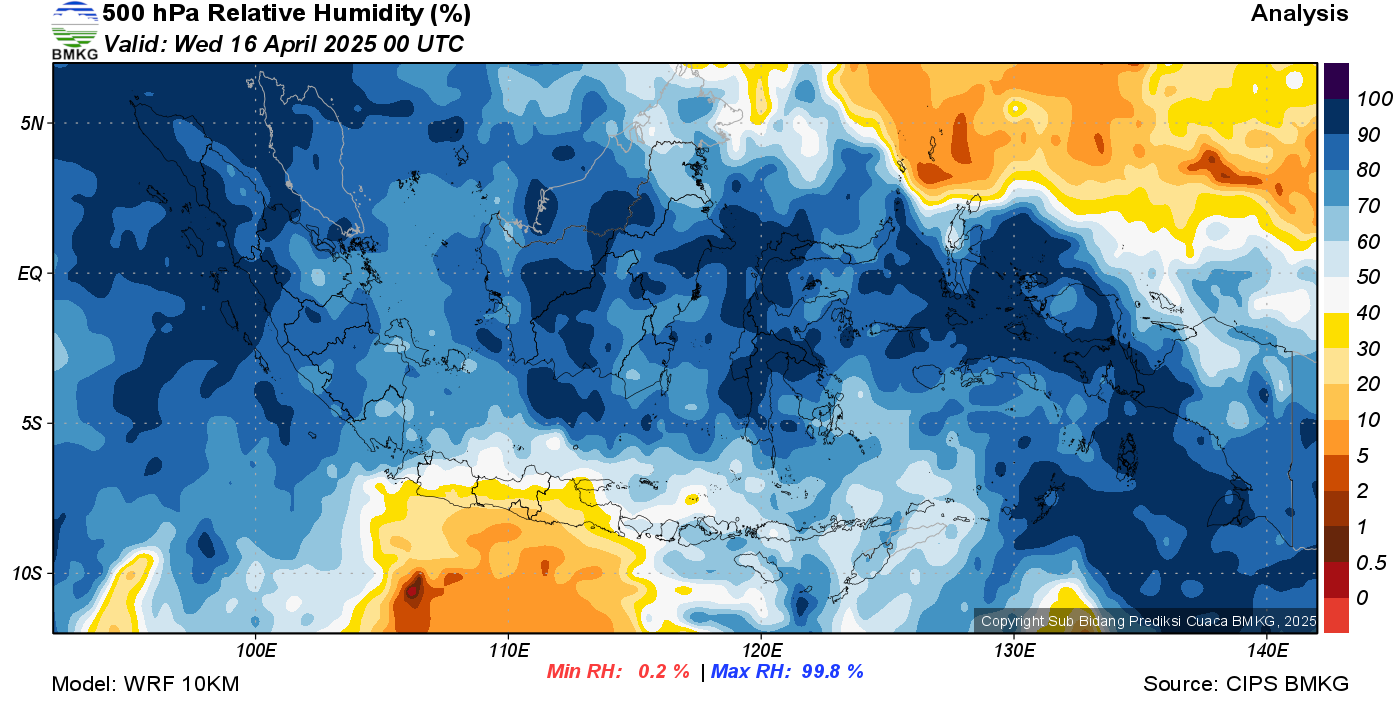 500 hPa Relative Humidity (%)
Analysis
BMKG
Valid: Wed 16 April 2025 00 UTC
5N
EQ
5S
10S
100E
110E
120E
130E
140E
100
90
80
70
60
50
40
30
20
10
5
2
1
0.5
0
Copyright Sub Bidang Prediksi Cuaca BMKG, 2025
Min RH: 0.2 % | Max RH: 99.8 %
Model: WRF 10KM
Source: CIPS BMKG